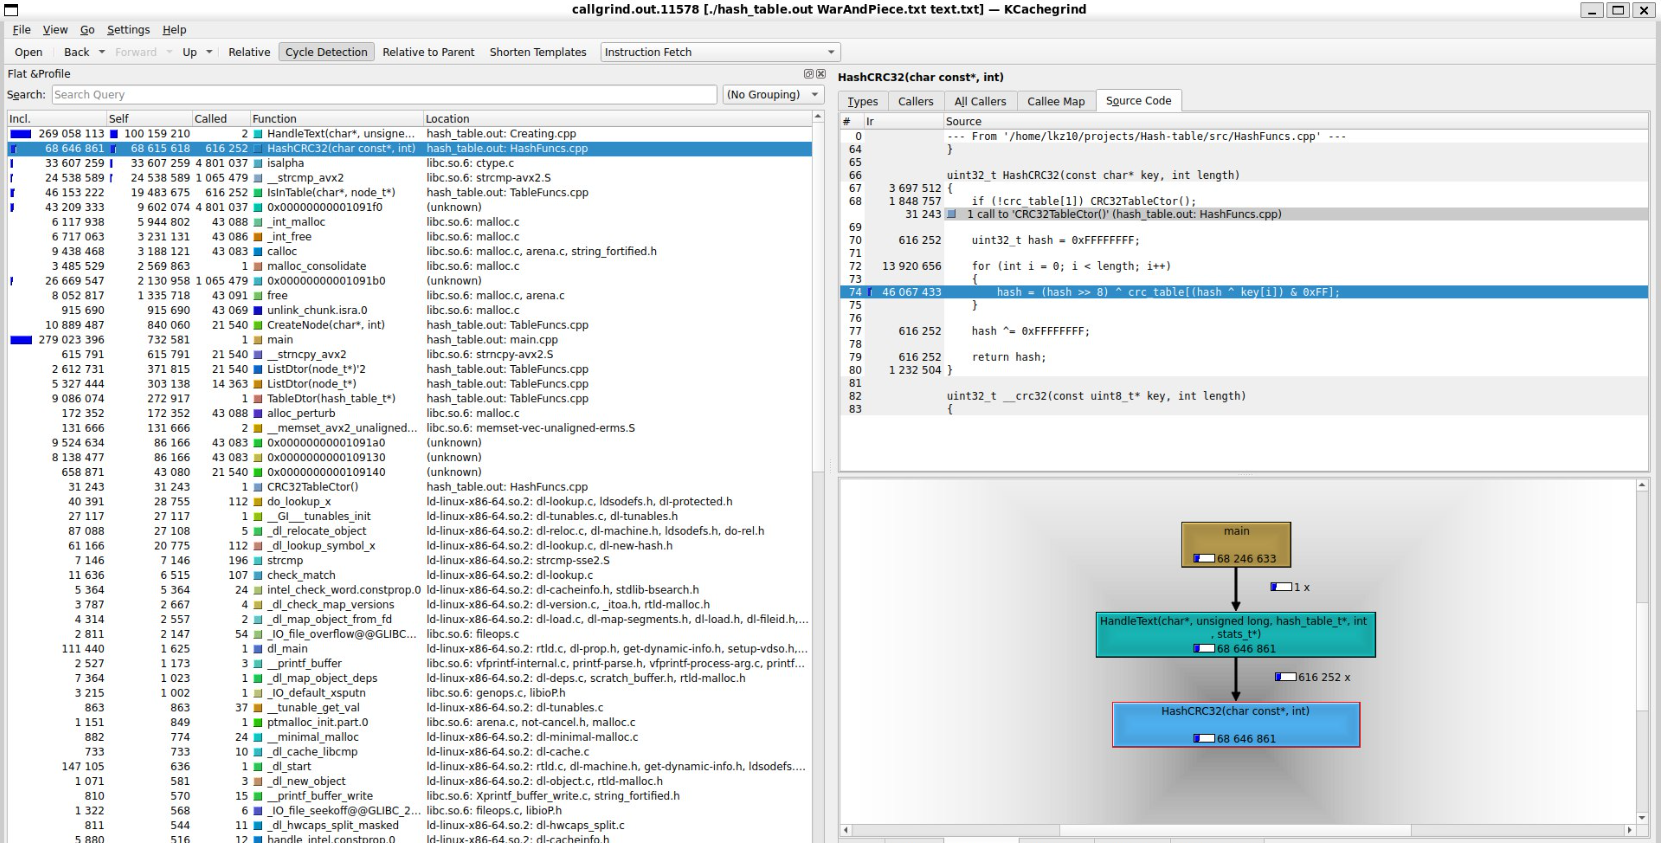 callgrind.out.11578 [./hash_table.out WarAndPiece.txt text.txt] — KCachegrind
File View Go Settings Help
Open Back Forward Up Relative Cycle Detection Relative to Parent Shorten Templates Instruction Fetch
Flat &Profile
Search: Search Query (No Grouping)
Incl. Self Called Function Location
269 058 113 100 159 210 2 HandleText(char*, unsigne... hash_table.out: Creating.cpp
68 646 861 68 615 618 616 252 HashCRC32(char const*, int) hash_table.out: HashFuncs.cpp
33 607 259 33 607 259 4 801 037 isalpha libc.so.6: ctype.c
24 538 589 24 538 589 1 065 479 __strcmp_avx2 libc.so.6: strcmp-avx2.S
46 153 222 19 483 675 616 252 IsInTable(char*, node_t*) hash_table.out: TableFuncs.cpp
43 209 333 9 602 074 4 801 037 0x00000000001091f0 (unknown)
6 117 938 5 944 802 43 088 _int_malloc libc.so.6: malloc.c
6 717 063 3 231 131 43 086 _int_free libc.so.6: malloc.c
9 438 468 3 188 121 43 083 calloc libc.so.6: malloc.c, arena.c, string_fortified.h
3 485 529 2 569 863 1 malloc_consolidate libc.so.6: malloc.c
26 669 547 2 130 958 1 065 479 0x00000000001091b0 (unknown)
8 052 817 1 335 718 43 091 free libc.so.6: malloc.c, arena.c
915 690 915 690 43 069 unlink_chunk.isra.0 libc.so.6: malloc.c
10 889 487 840 060 21 540 CreateNode(char*, int) hash_table.out: TableFuncs.cpp
279 023 396 732 581 1 main hash_table.out: main.cpp
615 791 615 791 21 540 __strncpy_avx2 libc.so.6: strncpy-avx2.S
2 612 731 371 815 21 540 ListDtor(node_t*)'2 hash_table.out: TableFuncs.cpp
5 327 444 303 138 14 363 ListDtor(node_t*) hash_table.out: TableFuncs.cpp
9 086 074 272 917 1 TableDtor(hash_table_t*) hash_table.out: TableFuncs.cpp
172 352 172 352 43 088 alloc_perturb libc.so.6: malloc.c
131 666 131 666 2 __memset_avx2_unaligned... libc.so.6: memset-vec-unaligned-erms.S
9 524 634 86 166 43 083 0x00000000001091a0 (unknown)
8 138 477 86 166 43 083 0x0000000000109130 (unknown)
658 871 43 080 21 540 0x0000000000109140 (unknown)
31 243 31 243 1 CRC32TableCtor() hash_table.out: HashFuncs.cpp
40 391 28 755 112 do_lookup_x ld-linux-x86-64.so.2: dl-lookup.c, ldsodefs.h, dl-protected.h
27 117 27 117 1 __GI___tunables_init ld-linux-x86-64.so.2: dl-tunables.c, dl-tunables.h
87 088 27 108 5 _dl_relocate_object ld-linux-x86-64.so.2: dl-reloc.c, dl-machine.h, ldsodefs.h, do-rel.h
61 166 20 775 112 _dl_lookup_symbol_x ld-linux-x86-64.so.2: dl-lookup.c, dl-new-hash.h
7 146 7 146 196 strcmp ld-linux-x86-64.so.2: strcmp-sse2.S
11 636 6 515 107 check_match ld-linux-x86-64.so.2: dl-lookup.c
5 364 5 364 24 intel_check_word.constprop.0 ld-linux-x86-64.so.2: dl-cacheinfo.h, stdlib-bsearch.h
3 787 2 667 4 _dl_check_map_versions ld-linux-x86-64.so.2: dl-version.c, _itoa.h, rtld-malloc.h
4 314 2 557 2 _dl_map_object_from_fd ld-linux-x86-64.so.2: dl-load.c, dl-map-segments.h, dl-load.h, dl-fileid.h,...
2 811 2 147 54 _IO_file_overflow@@GLIBC... libc.so.6: fileops.c
111 440 1 625 1 dl_main ld-linux-x86-64.so.2: rtld.c, dl-prop.h, get-dynamic-info.h, setup-vdso.h,...
2 527 1 173 3 __printf_buffer libc.so.6: vfprintf-internal.c, printf-parse.h, vfprintf-process-arg.c, printf...
7 364 1 023 1 _dl_map_object_deps ld-linux-x86-64.so.2: dl-deps.c, scratch_buffer.h, rtld-malloc.h
3 215 1 002 1 _IO_default_xsputn libc.so.6: genops.c, libioP.h
863 863 37 __tunable_get_val ld-linux-x86-64.so.2: dl-tunables.c
1 151 849 1 ptmalloc_init.part.0 libc.so.6: arena.c, not-cancel.h, malloc.c
882 774 24 __minimal_malloc ld-linux-x86-64.so.2: dl-minimal-malloc.c
733 733 10 _dl_cache_libcmp ld-linux-x86-64.so.2: dl-cache.c
147 105 636 1 _dl_start ld-linux-x86-64.so.2: rtld.c, dl-machine.h, get-dynamic-info.h, ldsodefs....
1 071 581 3 _dl_new_object ld-linux-x86-64.so.2: dl-object.c, rtld-malloc.h
810 570 15 __printf_buffer_write libc.so.6: Xprintf_buffer_write.c, string_fortified.h
1 322 568 6 _IO_file_seekoff@@GLIBC_2... libc.so.6: fileops.c, libioP.h
811 544 11 _dl_hwcaps_split_masked ld-linux-x86-64.so.2: dl-hwcaps_split.c
5 880 516 12 handle_intel.constprop.0 ld-linux-x86-64.so.2: dl-cacheinfo.h
HashCRC32(char const*, int)
Types Callers All Callers Callee Map Source Code
# Ir Source
0 --- From '/home/lkz10/projects/Hash-table/src/HashFuncs.cpp' ---
64 }
65
66 uint32_t HashCRC32(const char* key, int length)
67 3 697 512 {
68 1 848 757 if (!crc_table[1]) CRC32TableCtor();
31 243 1 call to 'CRC32TableCtor()' (hash_table.out: HashFuncs.cpp)
69
70 616 252 uint32_t hash = 0xFFFFFFFF;
71
72 13 920 656 for (int i = 0; i < length; i++)
73 {
74 46 067 433 hash = (hash >> 8) ^ crc_table[(hash ^ key[i]) & 0xFF];
75 }
76
77 616 252 hash ^= 0xFFFFFFFF;
78
79 616 252 return hash;
80 1 232 504 }
81
82 uint32_t __crc32(const uint8_t* key, int length)
83 {
main
68 246 633
1 x
HandleText(char*, unsigned long, hash_table_t*, int
, stats_t*)
68 646 861
616 252 x
HashCRC32(char const*, int)
68 646 861